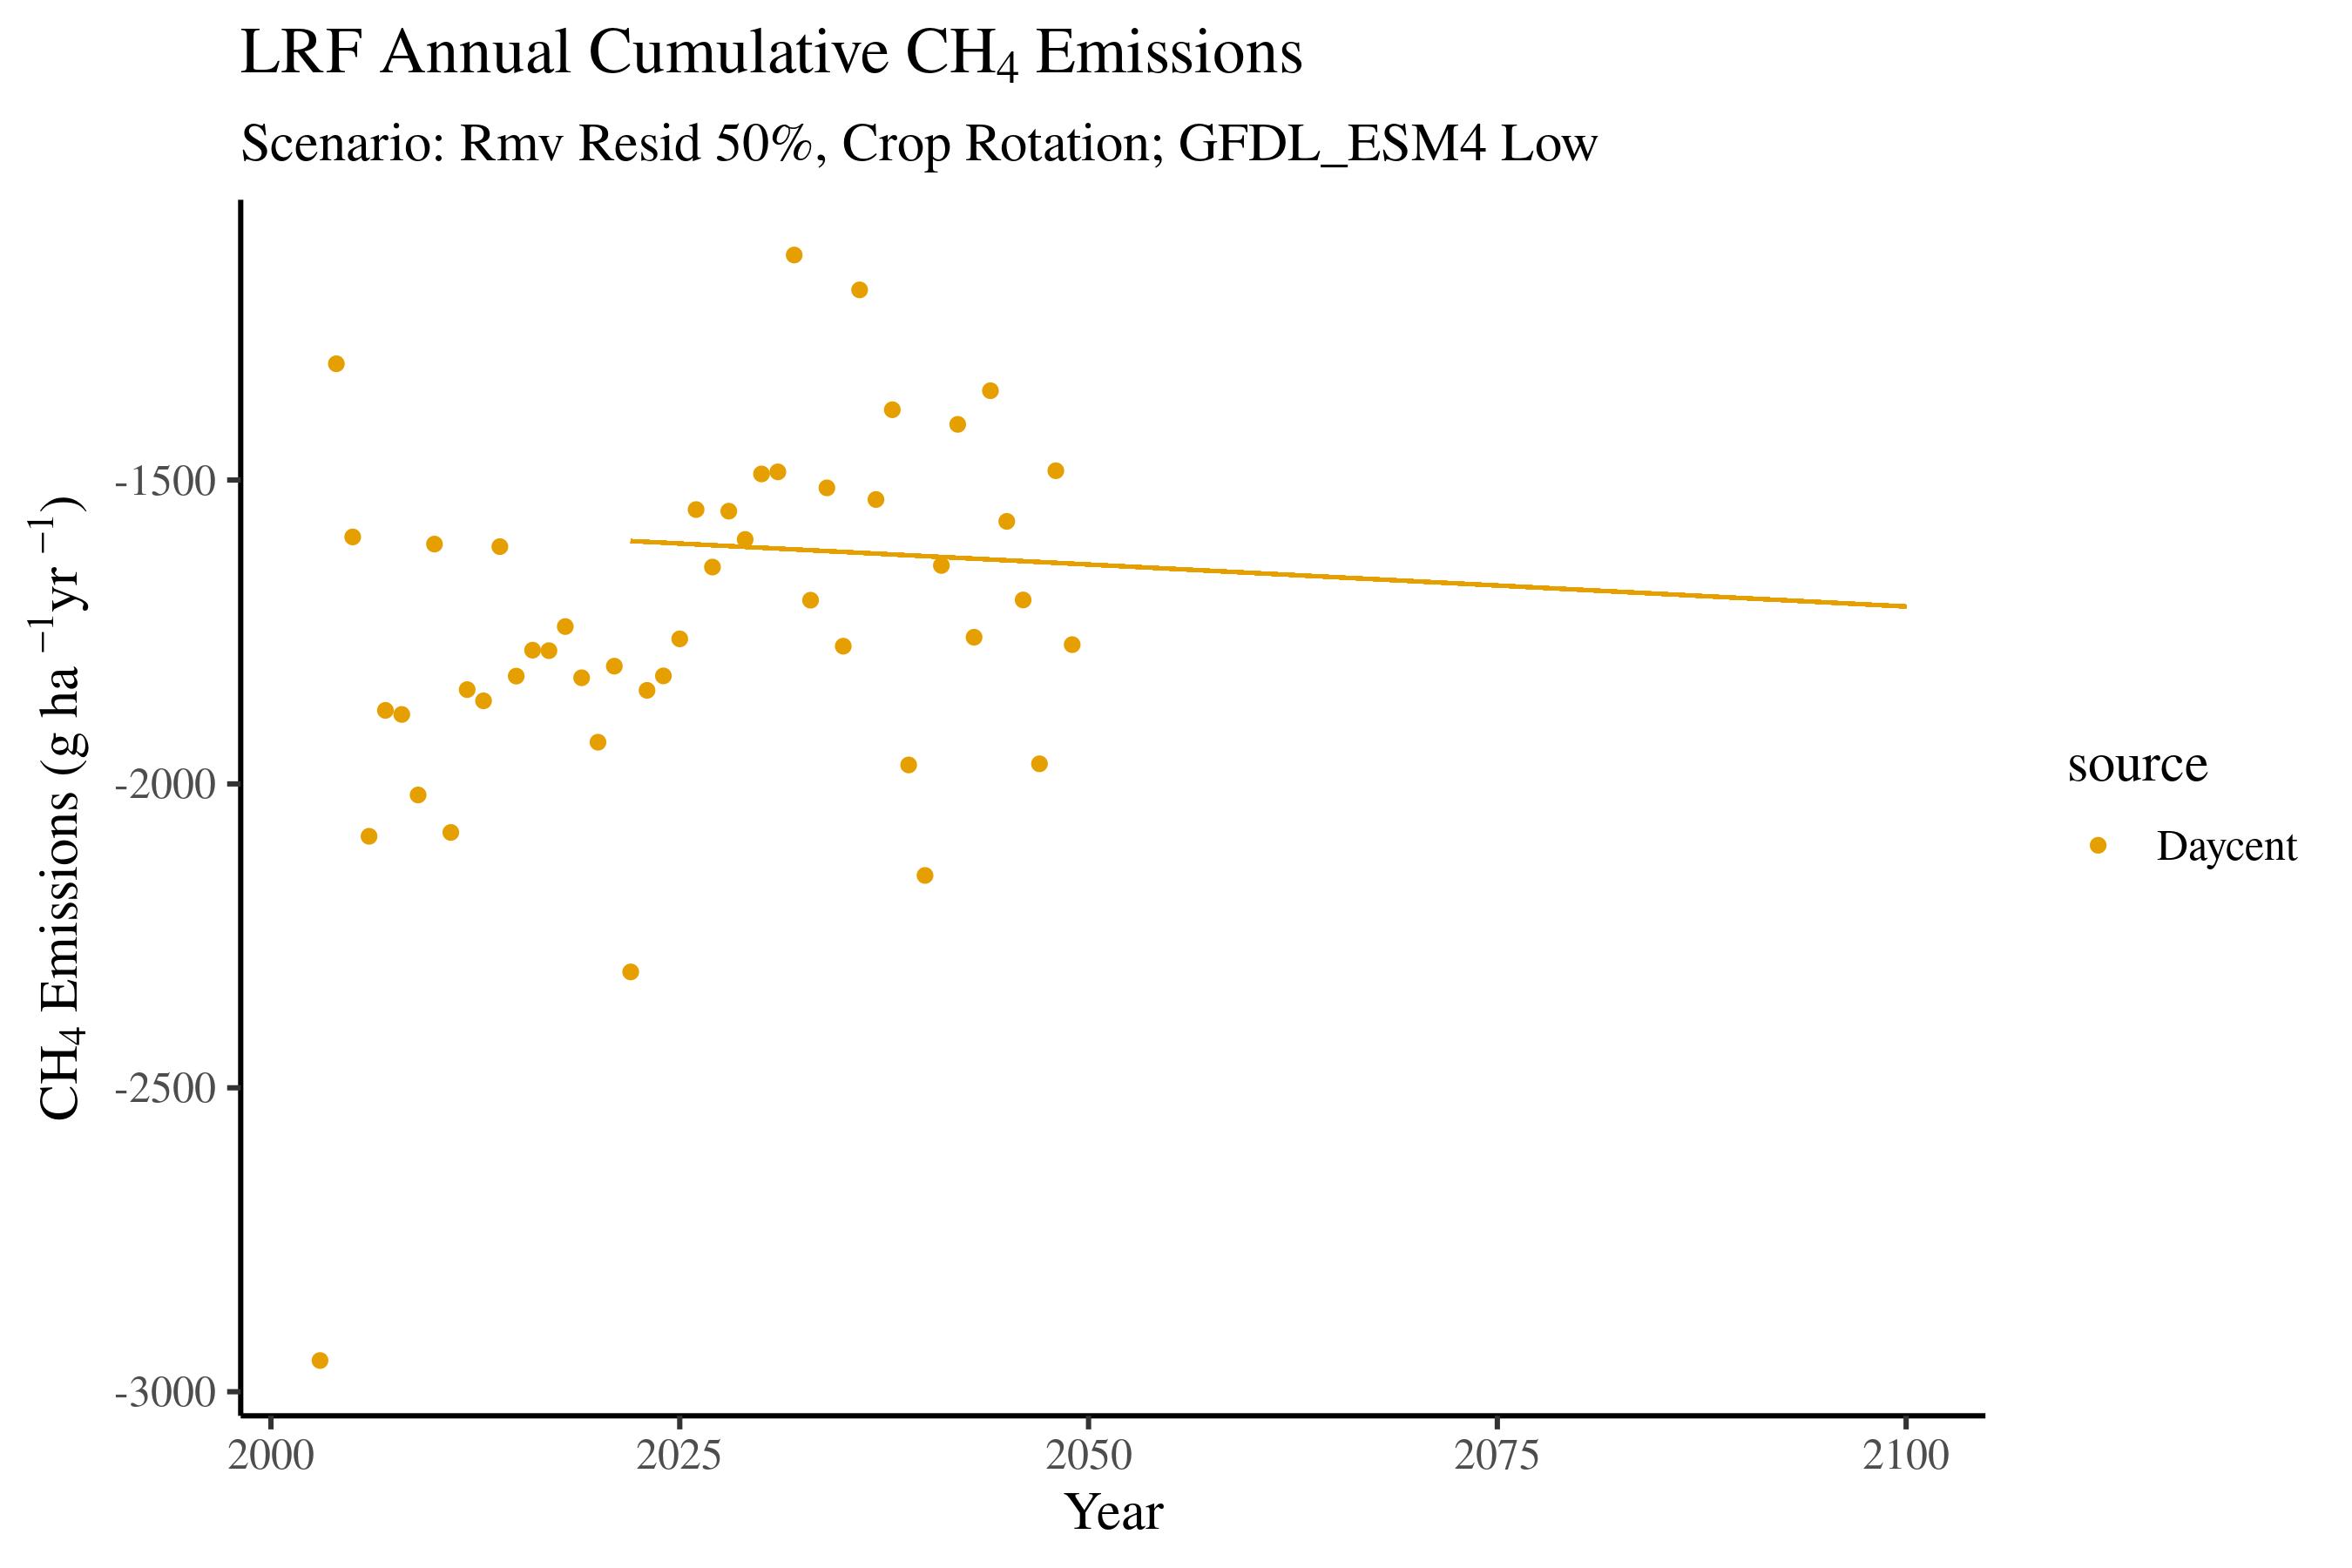 LRF Annual Cumulative CH₄ Emissions
Scenario: Rmv Resid 50%, Crop Rotation; GFDL_ESM4 Low
CH₄ Emissions (g ha ⁻¹yr ⁻¹)
-1500
-2000
-2500
-3000
2000 2025 2050 2075 2100
Year
source
Daycent